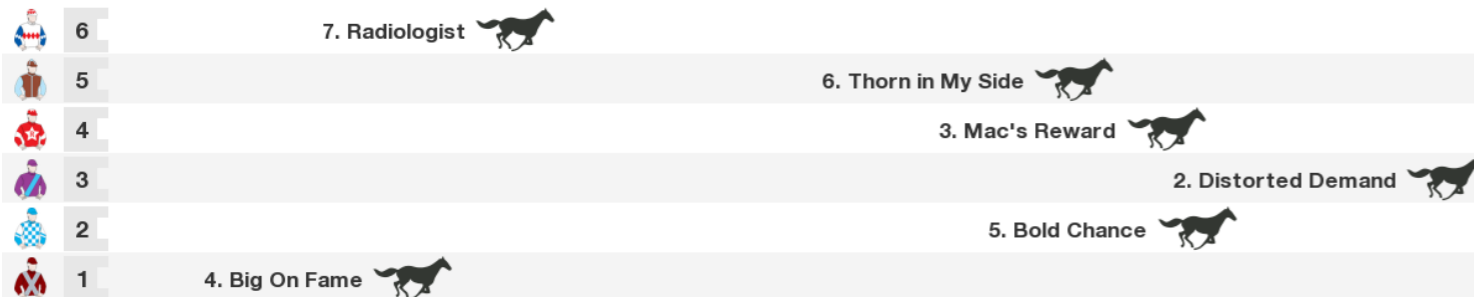 6 7. Radiologist
5 6. Thorn in My Side
4 3. Mac's Reward
3 2. Distorted Demand
2 5. Bold Chance
1 4. Big On Fame